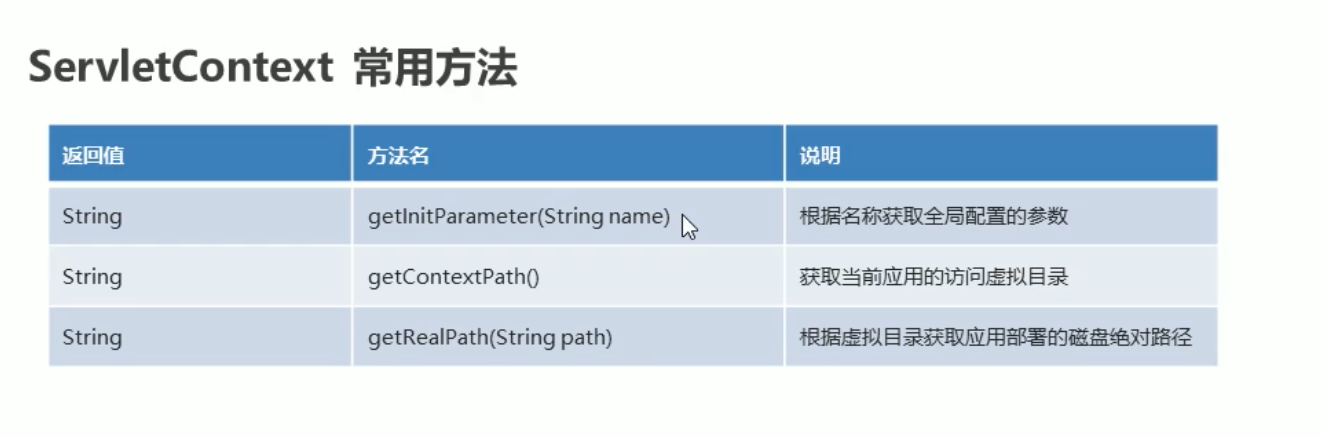 ServletContext 常用方法
返回值 方法名 说明
String getInitParameter(String name) 根据名称获取全局配置的参数
String getContextPath() 获取当前应用的访问虚拟目录
String getRealPath(String path) 根据虚拟目录获取应用部署的磁盘绝对路径